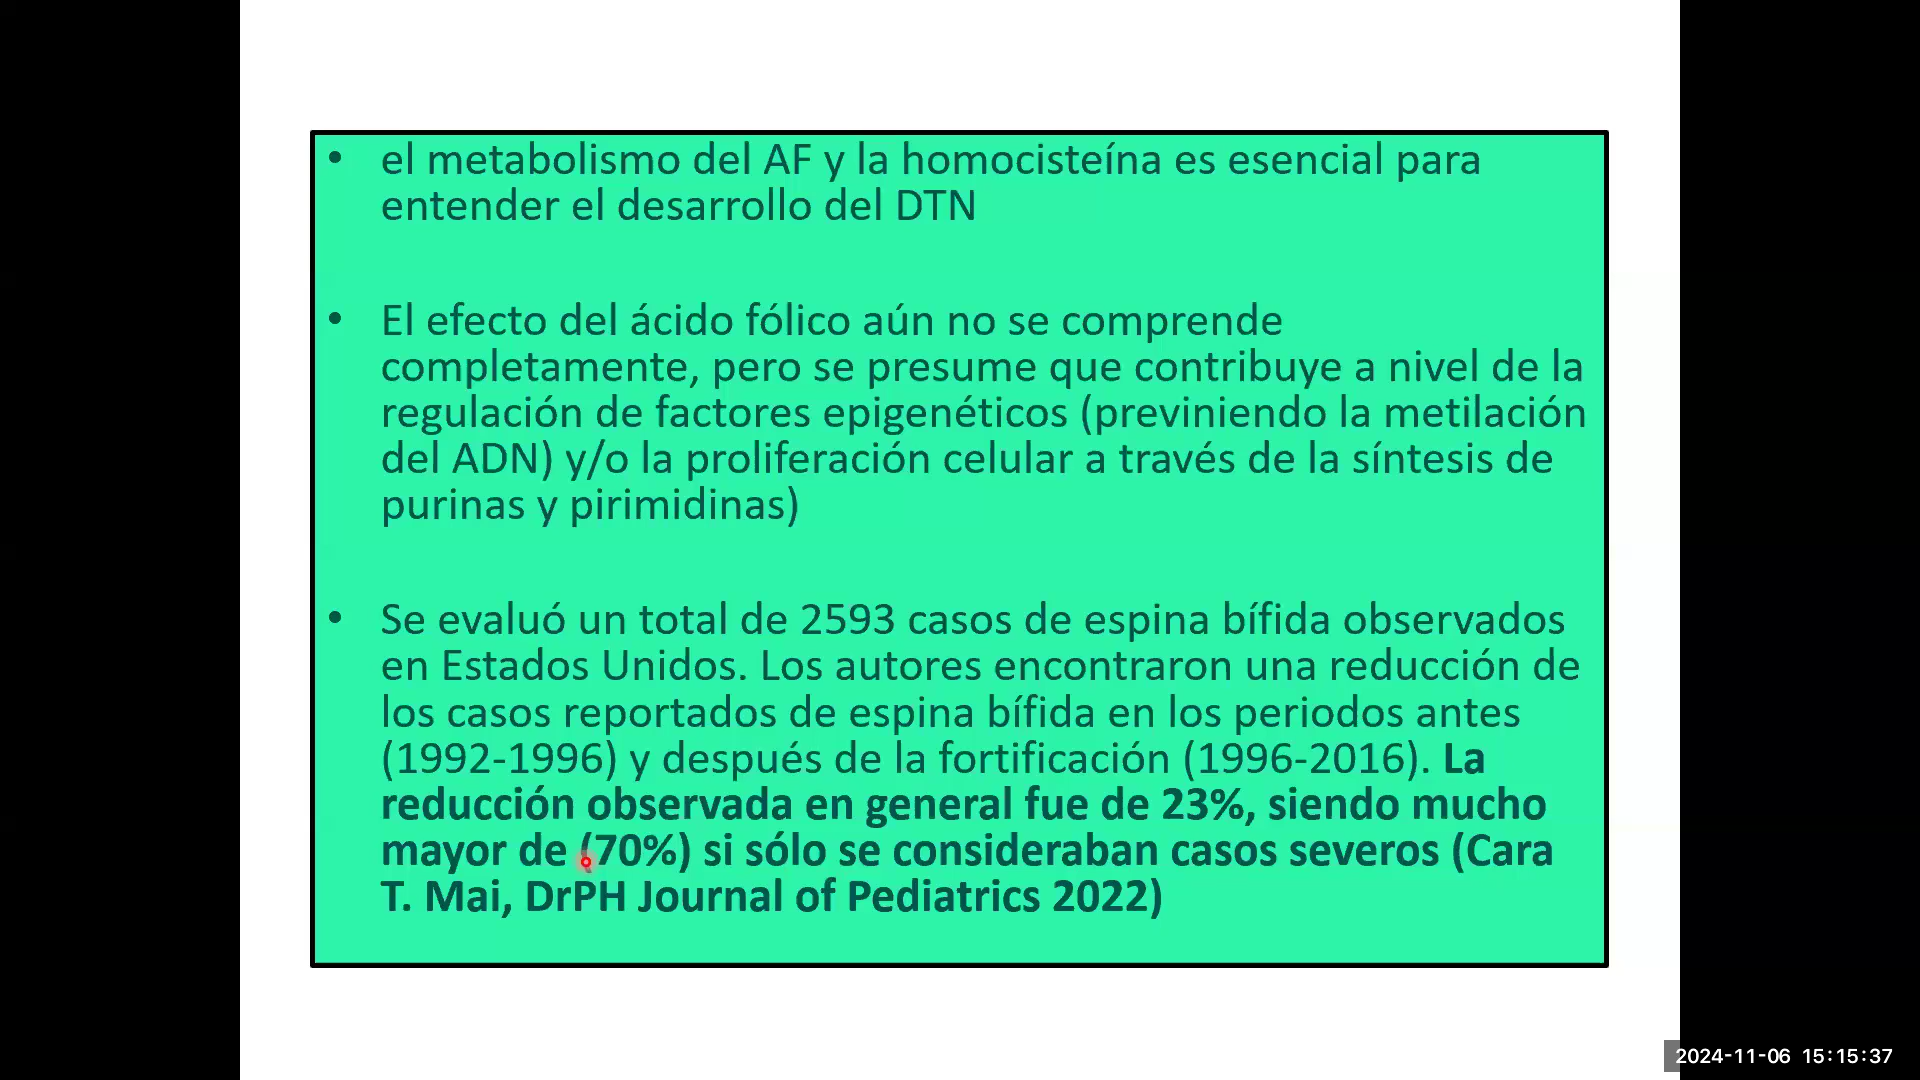 • el metabolismo del AF y la homocisteína es esencial para
entender el desarrollo del DTN
• El efecto del ácido fólico aún no se comprende
completamente, pero se presume que contribuye a nivel de la
regulación de factores epigenéticos (previniendo la metilación
del ADN) y/o la proliferación celular a través de la síntesis de
purinas y pirimidinas)
• Se evaluó un total de 2593 casos de espina bífida observados
en Estados Unidos. Los autores encontraron una reducción de
los casos reportados de espina bífida en los periodos antes
(1992-1996) y después de la fortificación (1996-2016). La
reducción observada en general fue de 23%, siendo mucho
mayor de (70%) si sólo se consideraban casos severos (Cara
T. Mai, DrPH Journal of Pediatrics 2022)
2024-11-06 15:15:37